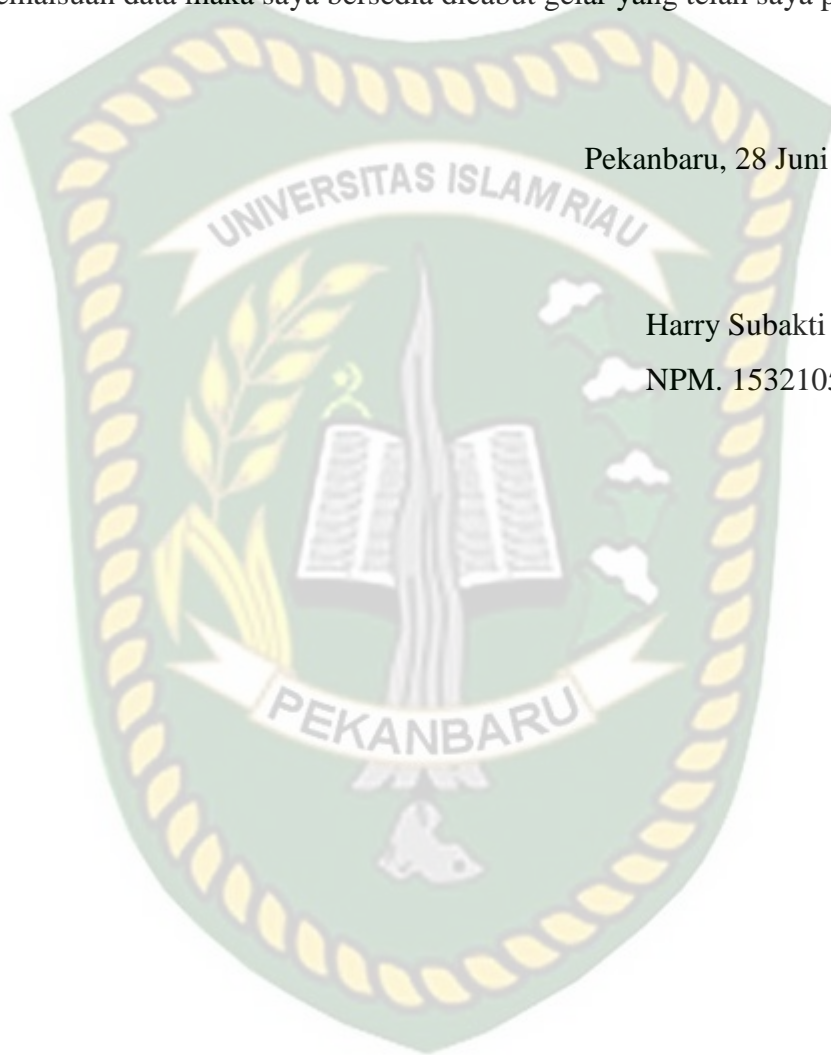 maka saya bersedia dicabut gelar yang telah saya
Pekanbaru, 28 Juni
UNIVERSITAS ISLAM RIAU
Harry Subakti
NPM. 153210
PEKANBARU